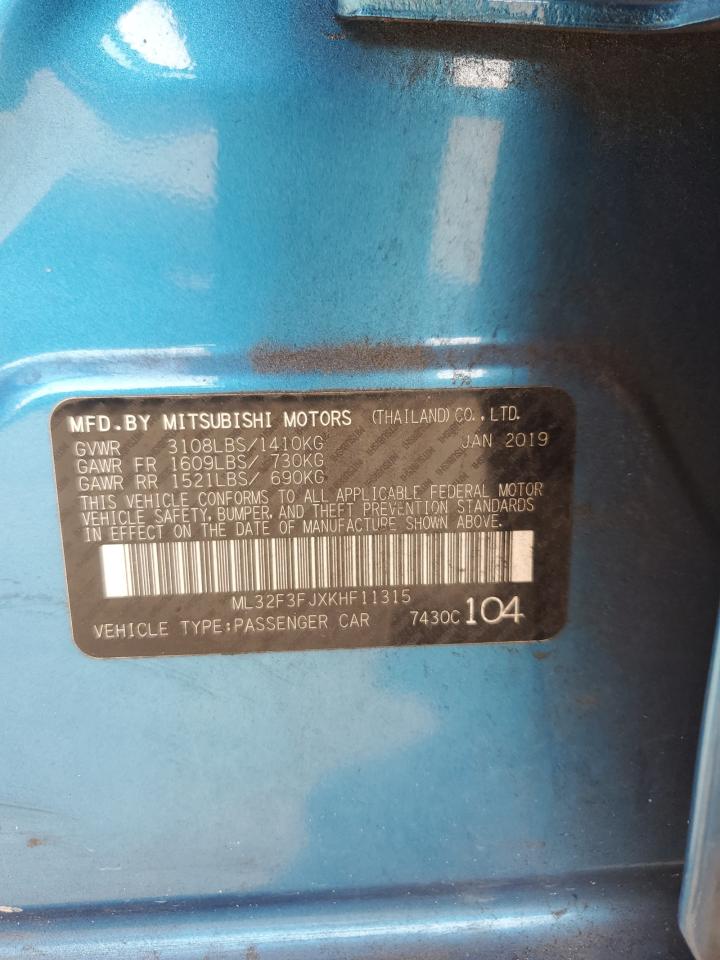 MFD.BY MITSUBISHI MOTORS (THAILAND) CO., LTD.
GVWR 3108LBS/1410KG JAN 2019
GAWR FR 1609LBS/ 730KG
GAWR RR 1521LBS/ 690KG
THIS VEHICLE CONFORMS TO ALL APPLICABLE FEDERAL MOTOR
VEHICLE SAFETY, BUMPER, AND THEFT PREVENTION STANDARDS
IN EFFECT ON THE DATE OF MANUFACTURE SHOWN ABOVE.
ML32F3FJXKHF11315
VEHICLE TYPE:PASSENGER CAR 7430C 104